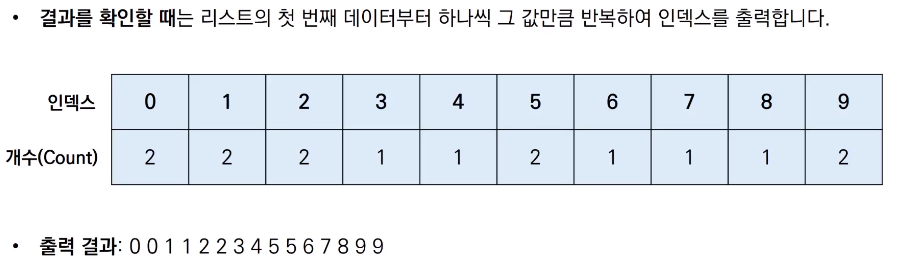 • 결과를 확인할 때는 리스트의 첫 번째 데이터부터 하나씩 그 값만큼 반복하여 인덱스를 출력합니다.
인덱스 0 1 2 3 4 5 6 7 8 9
개수(Count) 2 2 2 1 1 2 1 1 1 2
• 출력 결과: 0 0 1 1 2 2 3 4 5 5 6 7 8 9 9